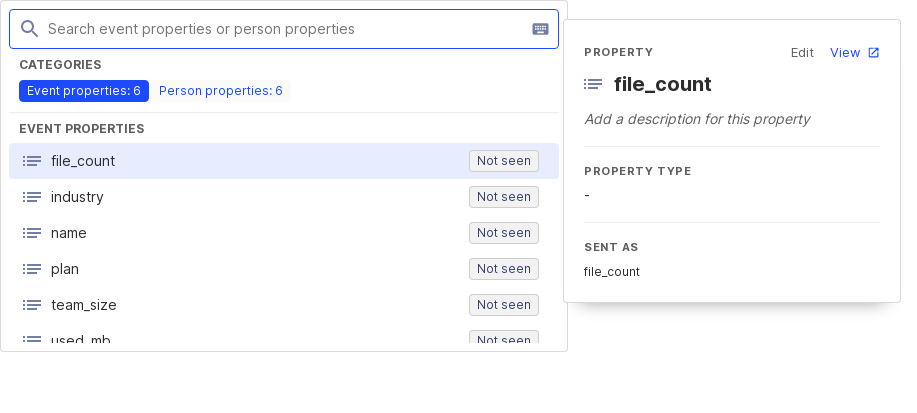 Search event properties or person properties
CATEGORIES
Event properties: 6
Person properties: 6
EVENT PROPERTIES
file_count Not seen
industry Not seen
name Not seen
plan Not seen
team_size Not seen
used_mb Not seen
PROPERTY Edit View
file_count
Add a description for this property
PROPERTY TYPE
-
SENT AS
file_count